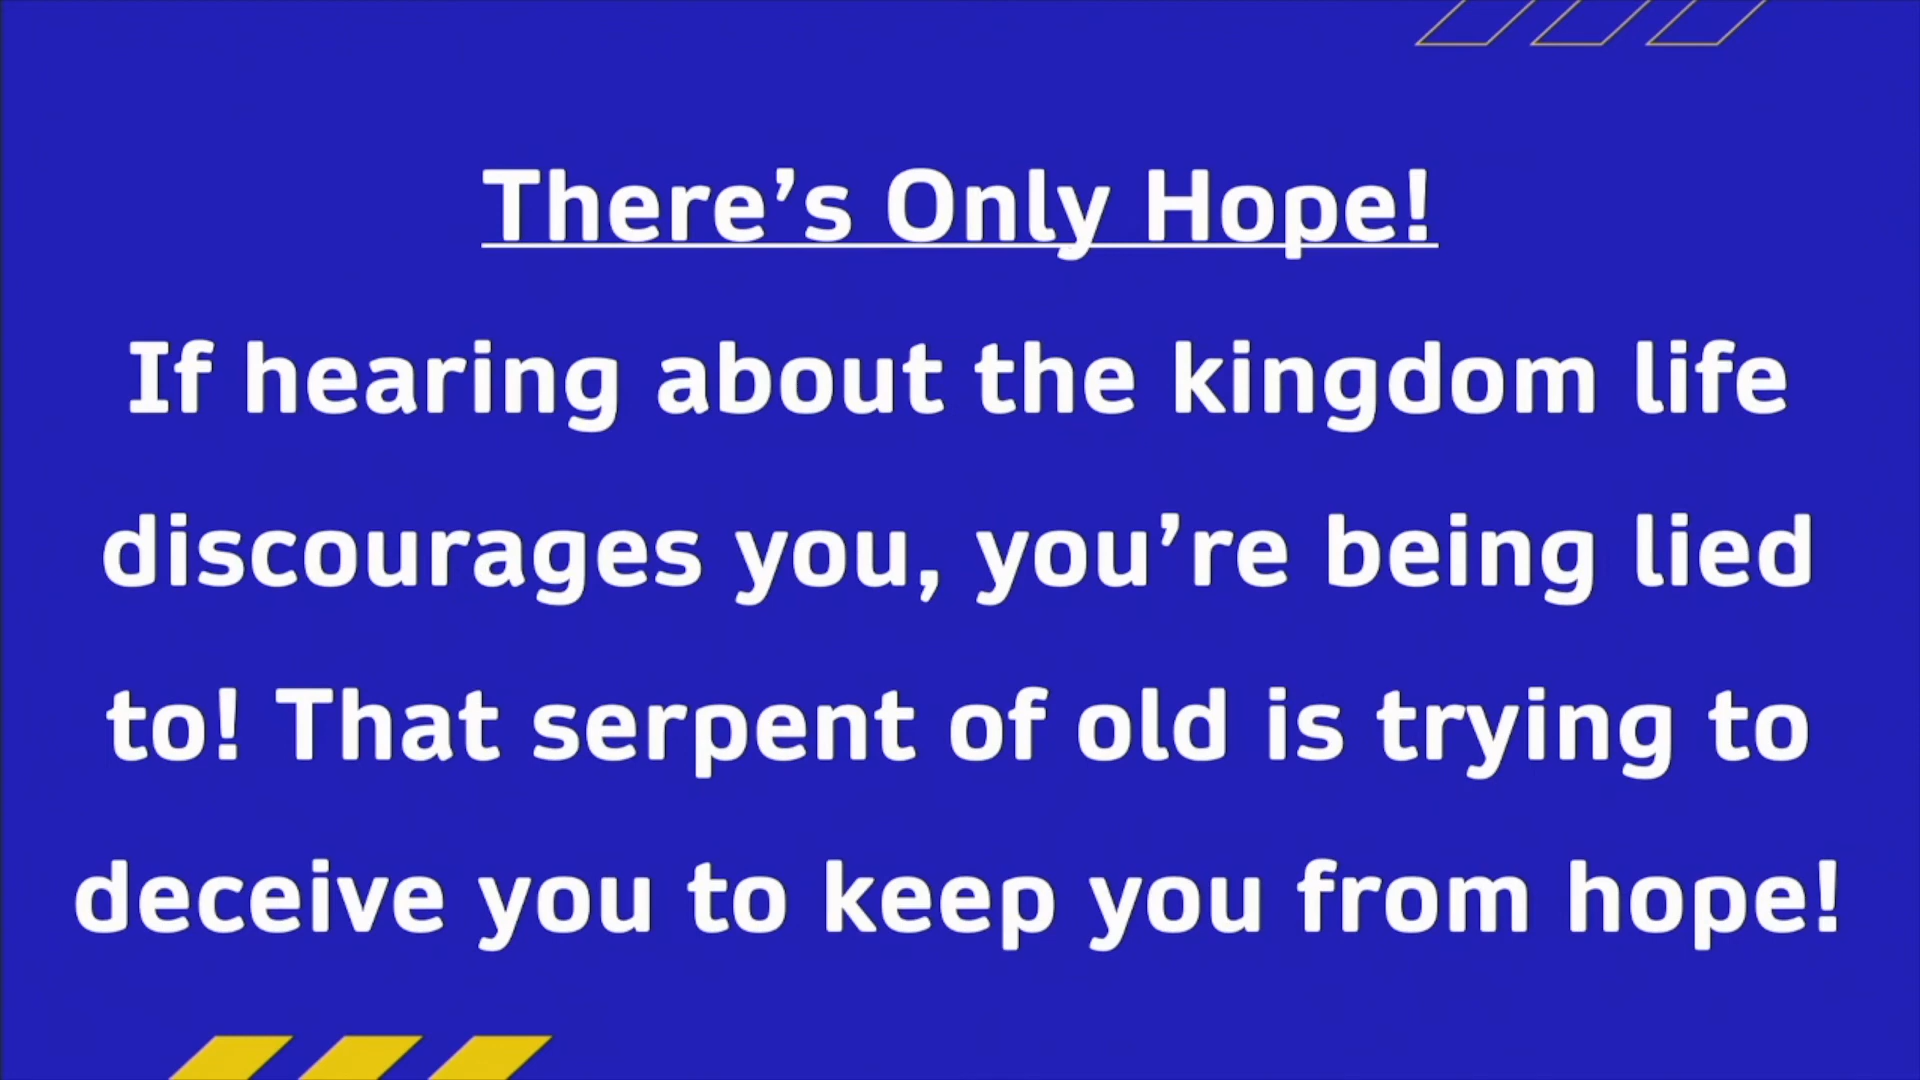 There’s Only Hope!
If hearing about the kingdom life
discourages you, you’re being lied
to! That serpent of old is trying to
deceive you to keep you from hope!